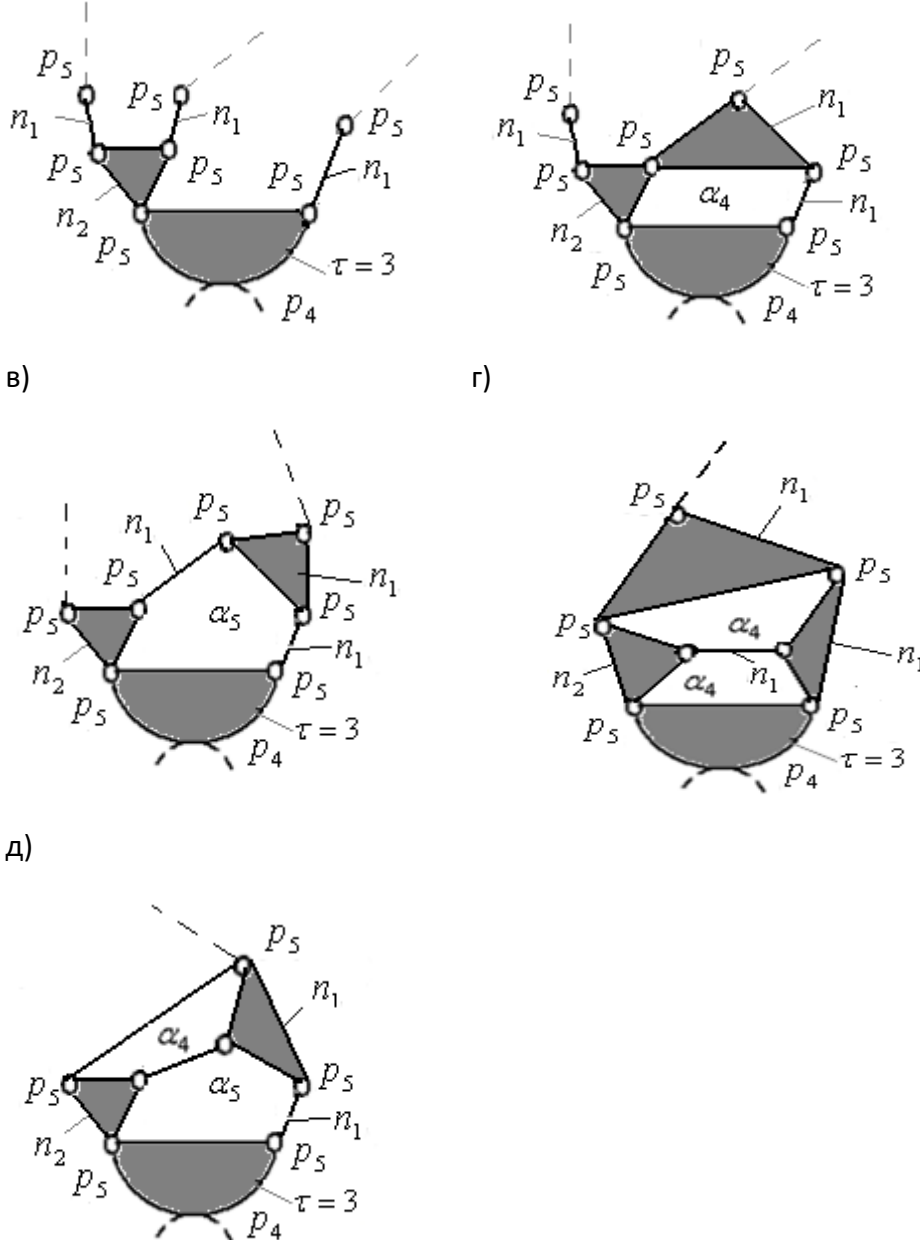 p₅ p₅ p₅
n₁ n₁ n₁
p₅ p₅ p₅
n₂
p₅
τ = 3
p₄
p₅ p₅
n₁ n₁
p₅ p₅ p₅
α₄ n₁
n₂
p₅ p₅
τ = 3
p₄
в)
г)
p₅ p₅
n₁
p₅ n₁
p₅ α₅ p₅
n₂ n₁
p₅ p₅
τ = 3
p₄
p₅ n₁
p₅
p₅ α₄
n₂ n₁ n₁
α₄
p₅ p₅
τ = 3
p₄
д)
p₅
n₁
α₄
p₅ α₅ p₅
n₂ n₁
p₅ p₅
τ = 3
p₄